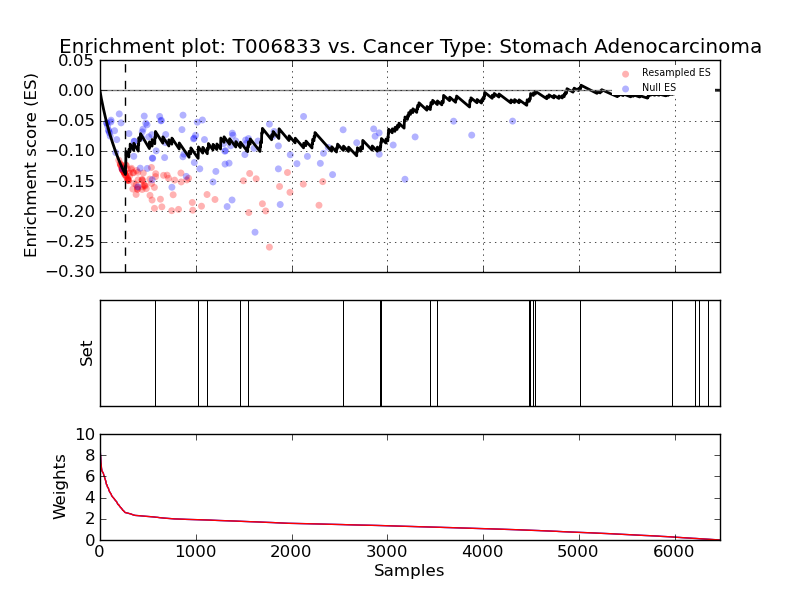 Enrichment plot: T006833 vs. Cancer Type: Stomach Adenocarcinoma
0.05
0.00
−0.05
−0.10
−0.15
−0.20
−0.25
−0.30
Enrichment score (ES)
Resampled ES
Null ES
Set
10
8
6
4
2
0
Weights
0 1000 2000 3000 4000 5000 6000
Samples